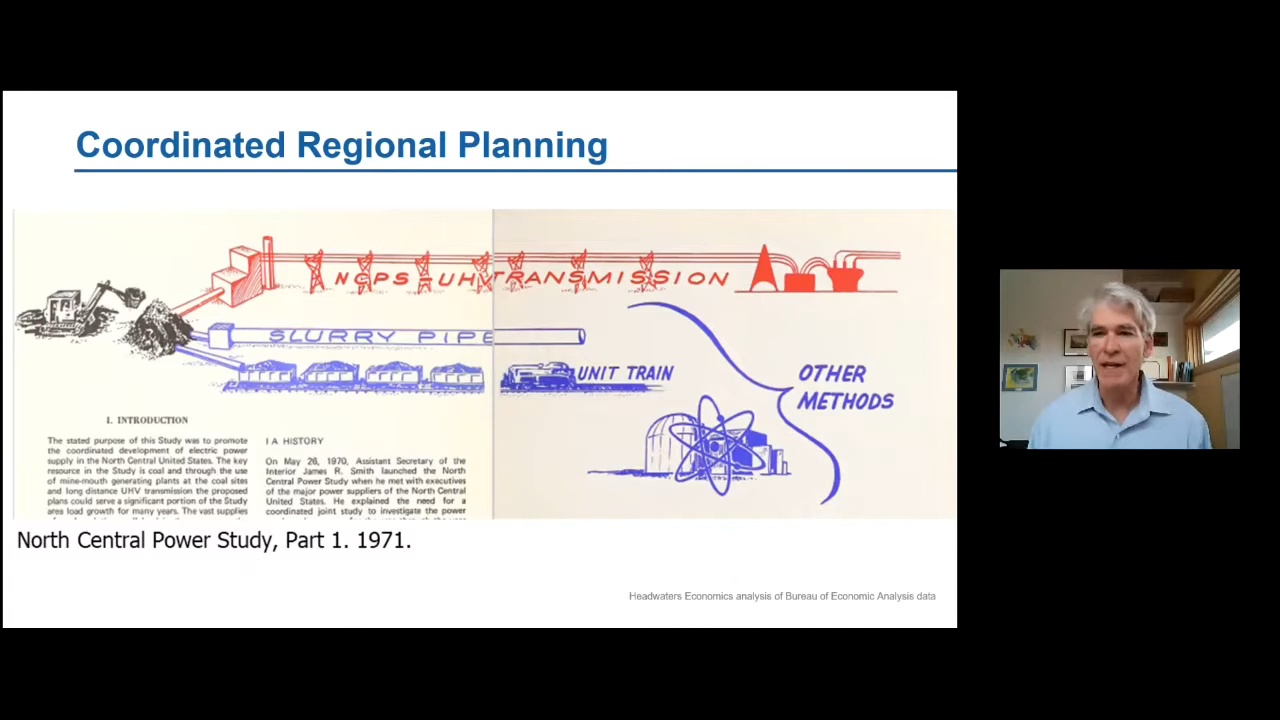 Coordinated Regional Planning
NCPS UHV TRANSMISSION
SLURRY PIPE
UNIT TRAIN
OTHER
METHODS
I. INTRODUCTION
The stated purpose of this Study was to promote
the coordinated development of electric power
supply in the North Central United States. The key
resource in the Study is coal and through the use
of mine-mouth generating plants at the coal sites
and long distance UHV transmission the proposed
plans could serve a significant portion of the Study
area load growth for many years. The vast supplies
I A HISTORY
On May 26, 1970, Assistant Secretary of the
Interior James R. Smith launched the North
Central Power Study when he met with executives
of the major power suppliers of the North Central
United States. He explained the need for a
coordinated joint study to investigate the power
North Central Power Study, Part 1. 1971.
Headwaters Economics analysis of Bureau of Economic Analysis data